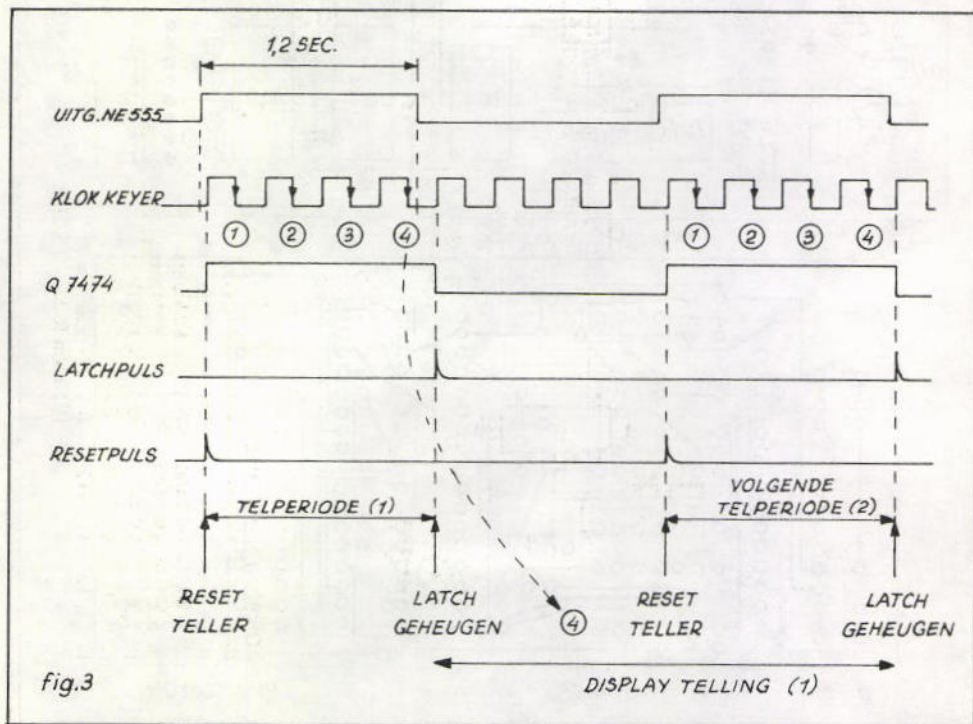 1,2 SEC.
UITG.NE555
KLOK KEYER
1 2 3 4 1 2 3 4
Q 7474
LATCHPULS
RESETPULS
TELPERIODE (1)
VOLGENDE
TELPERIODE (2)
RESET
TELLER
LATCH
GEHEUGEN
4
RESET
TELLER
LATCH
GEHEUGEN
DISPLAY TELLING (1)
fig.3